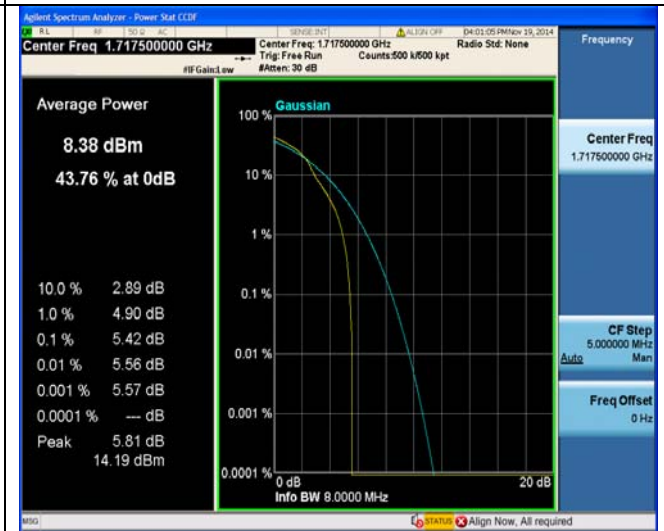 Agilent Spectrum Analyzer - Power Stat CCDF
RL RF 50 Ω AC SENSE:INT ALIGN OFF 04:01:05 PM Nov 19, 2014
Center Freq 1.717500000 GHz
#IFGain:Low
Center Freq: 1.717500000 GHz
Trig: Free Run Counts:500 k/500 kpt
#Atten: 30 dB
Radio Std: None
Frequency
Average Power
8.38 dBm
43.76 % at 0dB
10.0 % 2.89 dB
1.0 % 4.90 dB
0.1 % 5.42 dB
0.01 % 5.56 dB
0.001 % 5.57 dB
0.0001 % --- dB
Peak 5.81 dB
14.19 dBm
Gaussian
100 %
10 %
1 %
0.1 %
0.01 %
0.001 %
0.0001 %
0 dB 20 dB
Info BW 8.0000 MHz
Center Freq
1.717500000 GHz
CF Step
5.000000 MHz
Auto Man
Freq Offset
0 Hz
MSG STATUS Align Now, All required